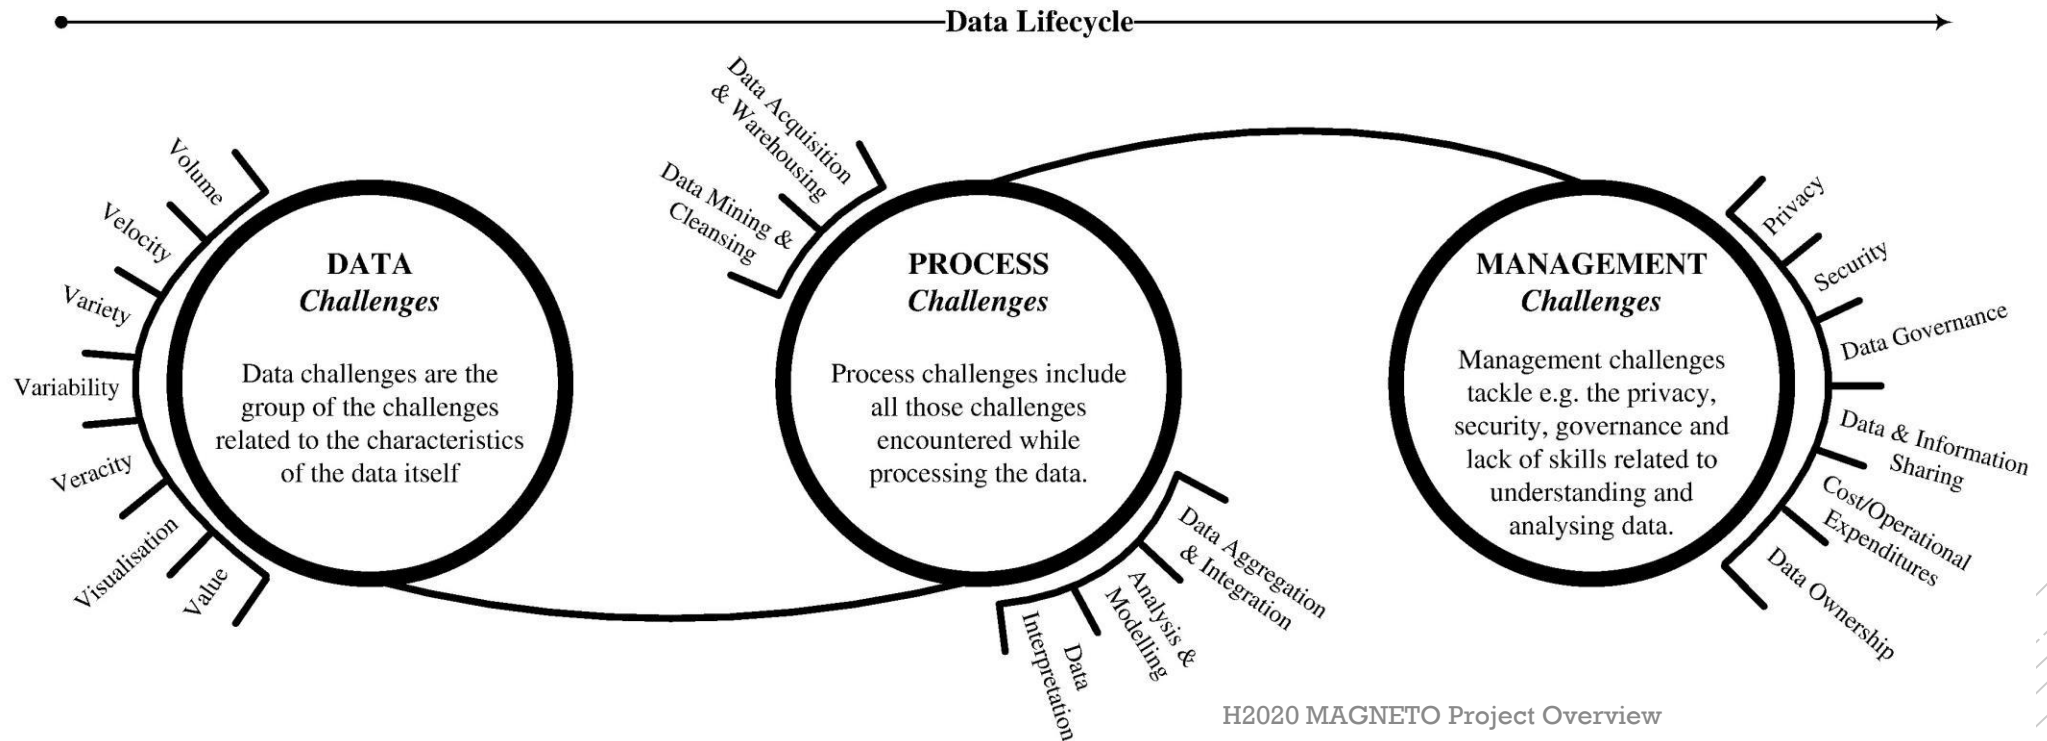 Data Lifecycle
Volume
Velocity
Variety
Variability
Veracity
Visualisation
Value
DATA
Challenges
Data challenges are the
group of the challenges
related to the characteristics
of the data itself
Data Acquisition
& Warehousing
Data Mining &
Cleansing
PROCESS
Challenges
Process challenges include
all those challenges
encountered while
processing the data.
Data Aggregation
& Integration
Analysis &
Modelling
Data
Interpretation
MANAGEMENT
Challenges
Management challenges
tackle e.g. the privacy,
security, governance and
lack of skills related to
understanding and
analysing data.
Privacy
Security
Data Governance
Data & Information
Sharing
Cost/Operational
Expenditures
Data Ownership
H2020 MAGNETO Project Overview